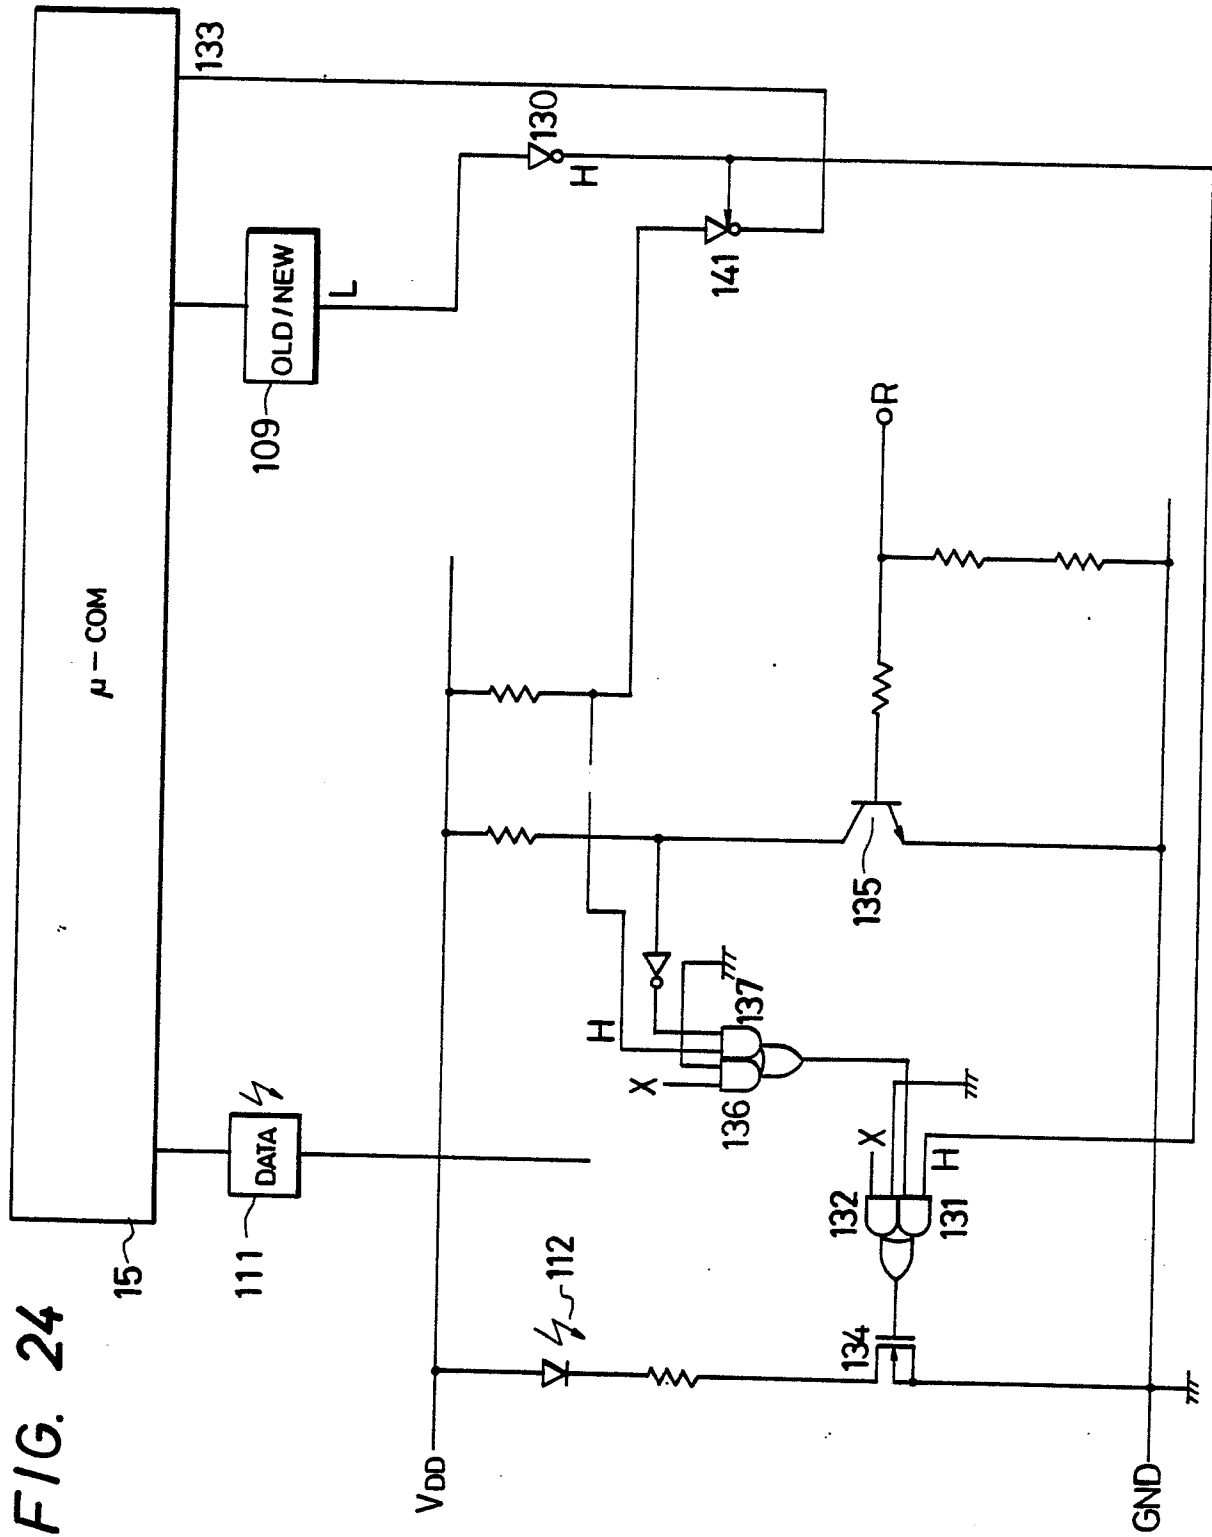 FIG. 24
μ-COM
15
133
DATA
111
OLD/NEW
109
L
130
H
141
VDD
112
H
X
137
136
R
135
X
132
H
131
134
GND